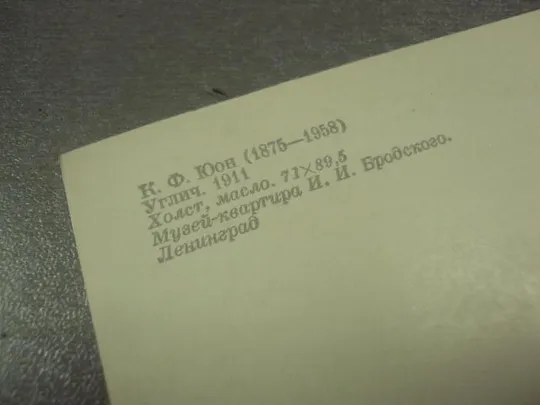 К. Ф. Юон (1875—1958)
Углич. 1911
Холст, масло. 71×89,5
Музей-квартира И. И. Бродского.
Ленинград